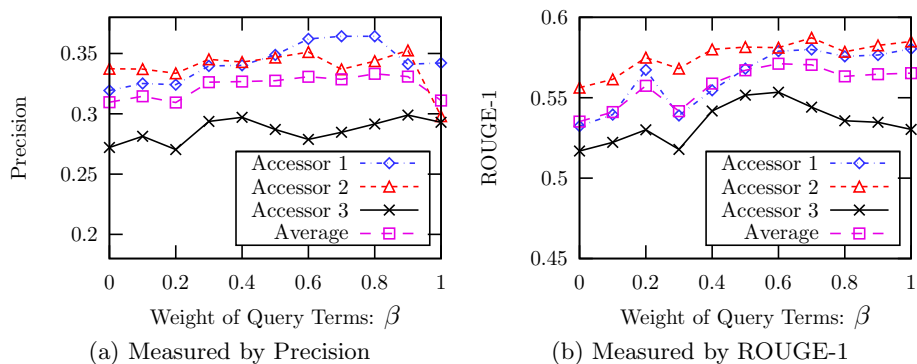 Precision
0.35
0.3
0.25
0.2
Accessor 1
Accessor 2
Accessor 3
Average
0 0.2 0.4 0.6 0.8 1
Weight of Query Terms: β
(a) Measured by Precision
ROUGE-1
0.6
0.55
0.5
0.45
Accessor 1
Accessor 2
Accessor 3
Average
0 0.2 0.4 0.6 0.8 1
Weight of Query Terms: β
(b) Measured by ROUGE-1